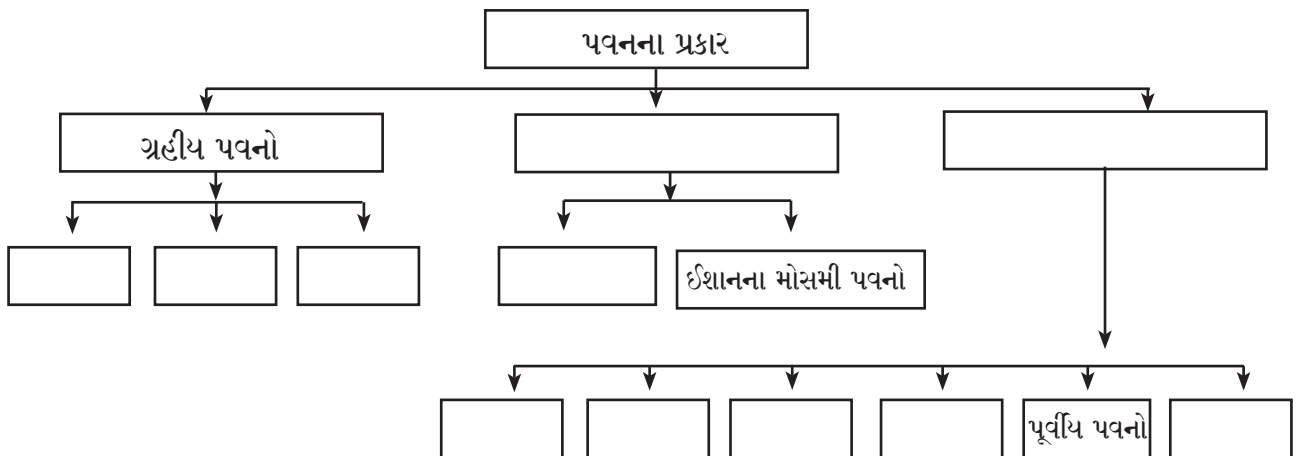 પવનના પ્રકાર
ગ્રહીય પવનો
ઈશાનના મોસમી પવનો
પૂર્વીય પવનો